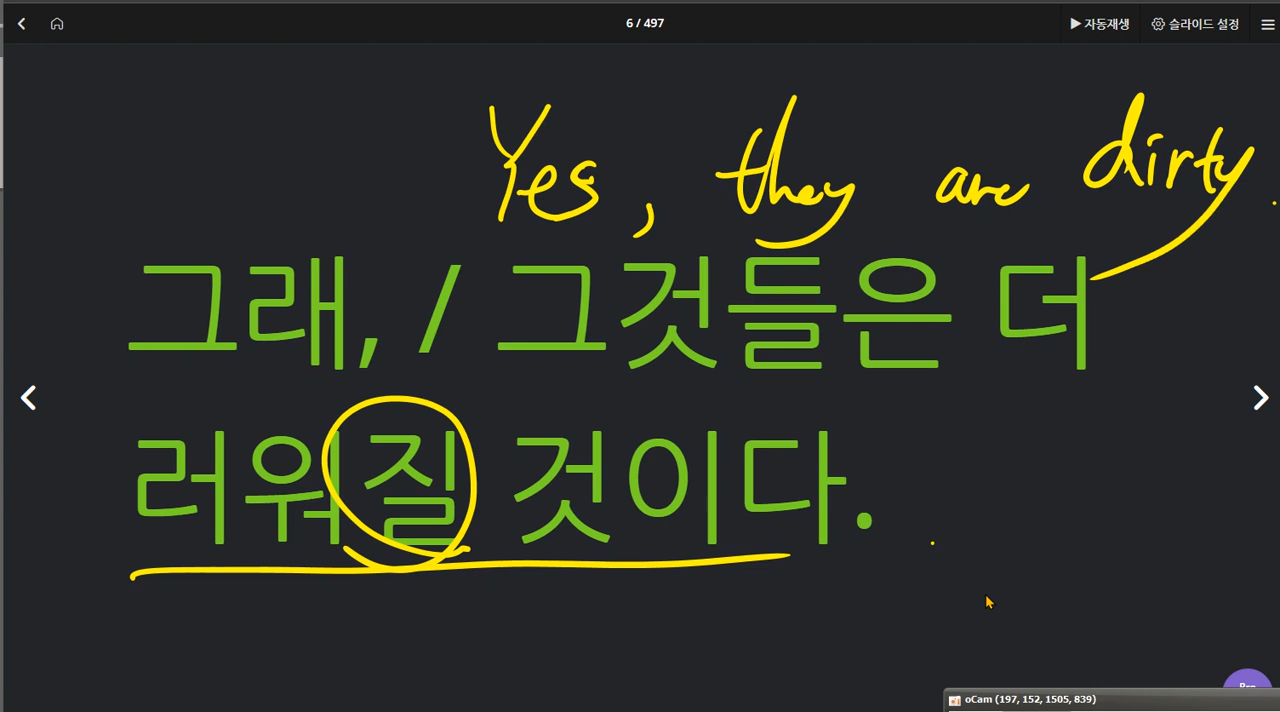 6 / 497
자동재생
슬라이드 설정
Yes, they are dirty.
그래, / 그것들은 더
러워질 것이다.
oCam (197, 152, 1505, 839)